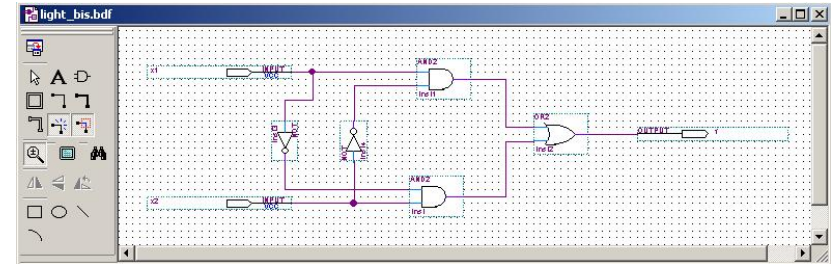 light_bis.bdf
A
AND2
x1
INPUT
VCC
inst1
OR2
NOT
NOT
OUTPUT
f
inst2
AND2
x2
INPUT
VCC
inst